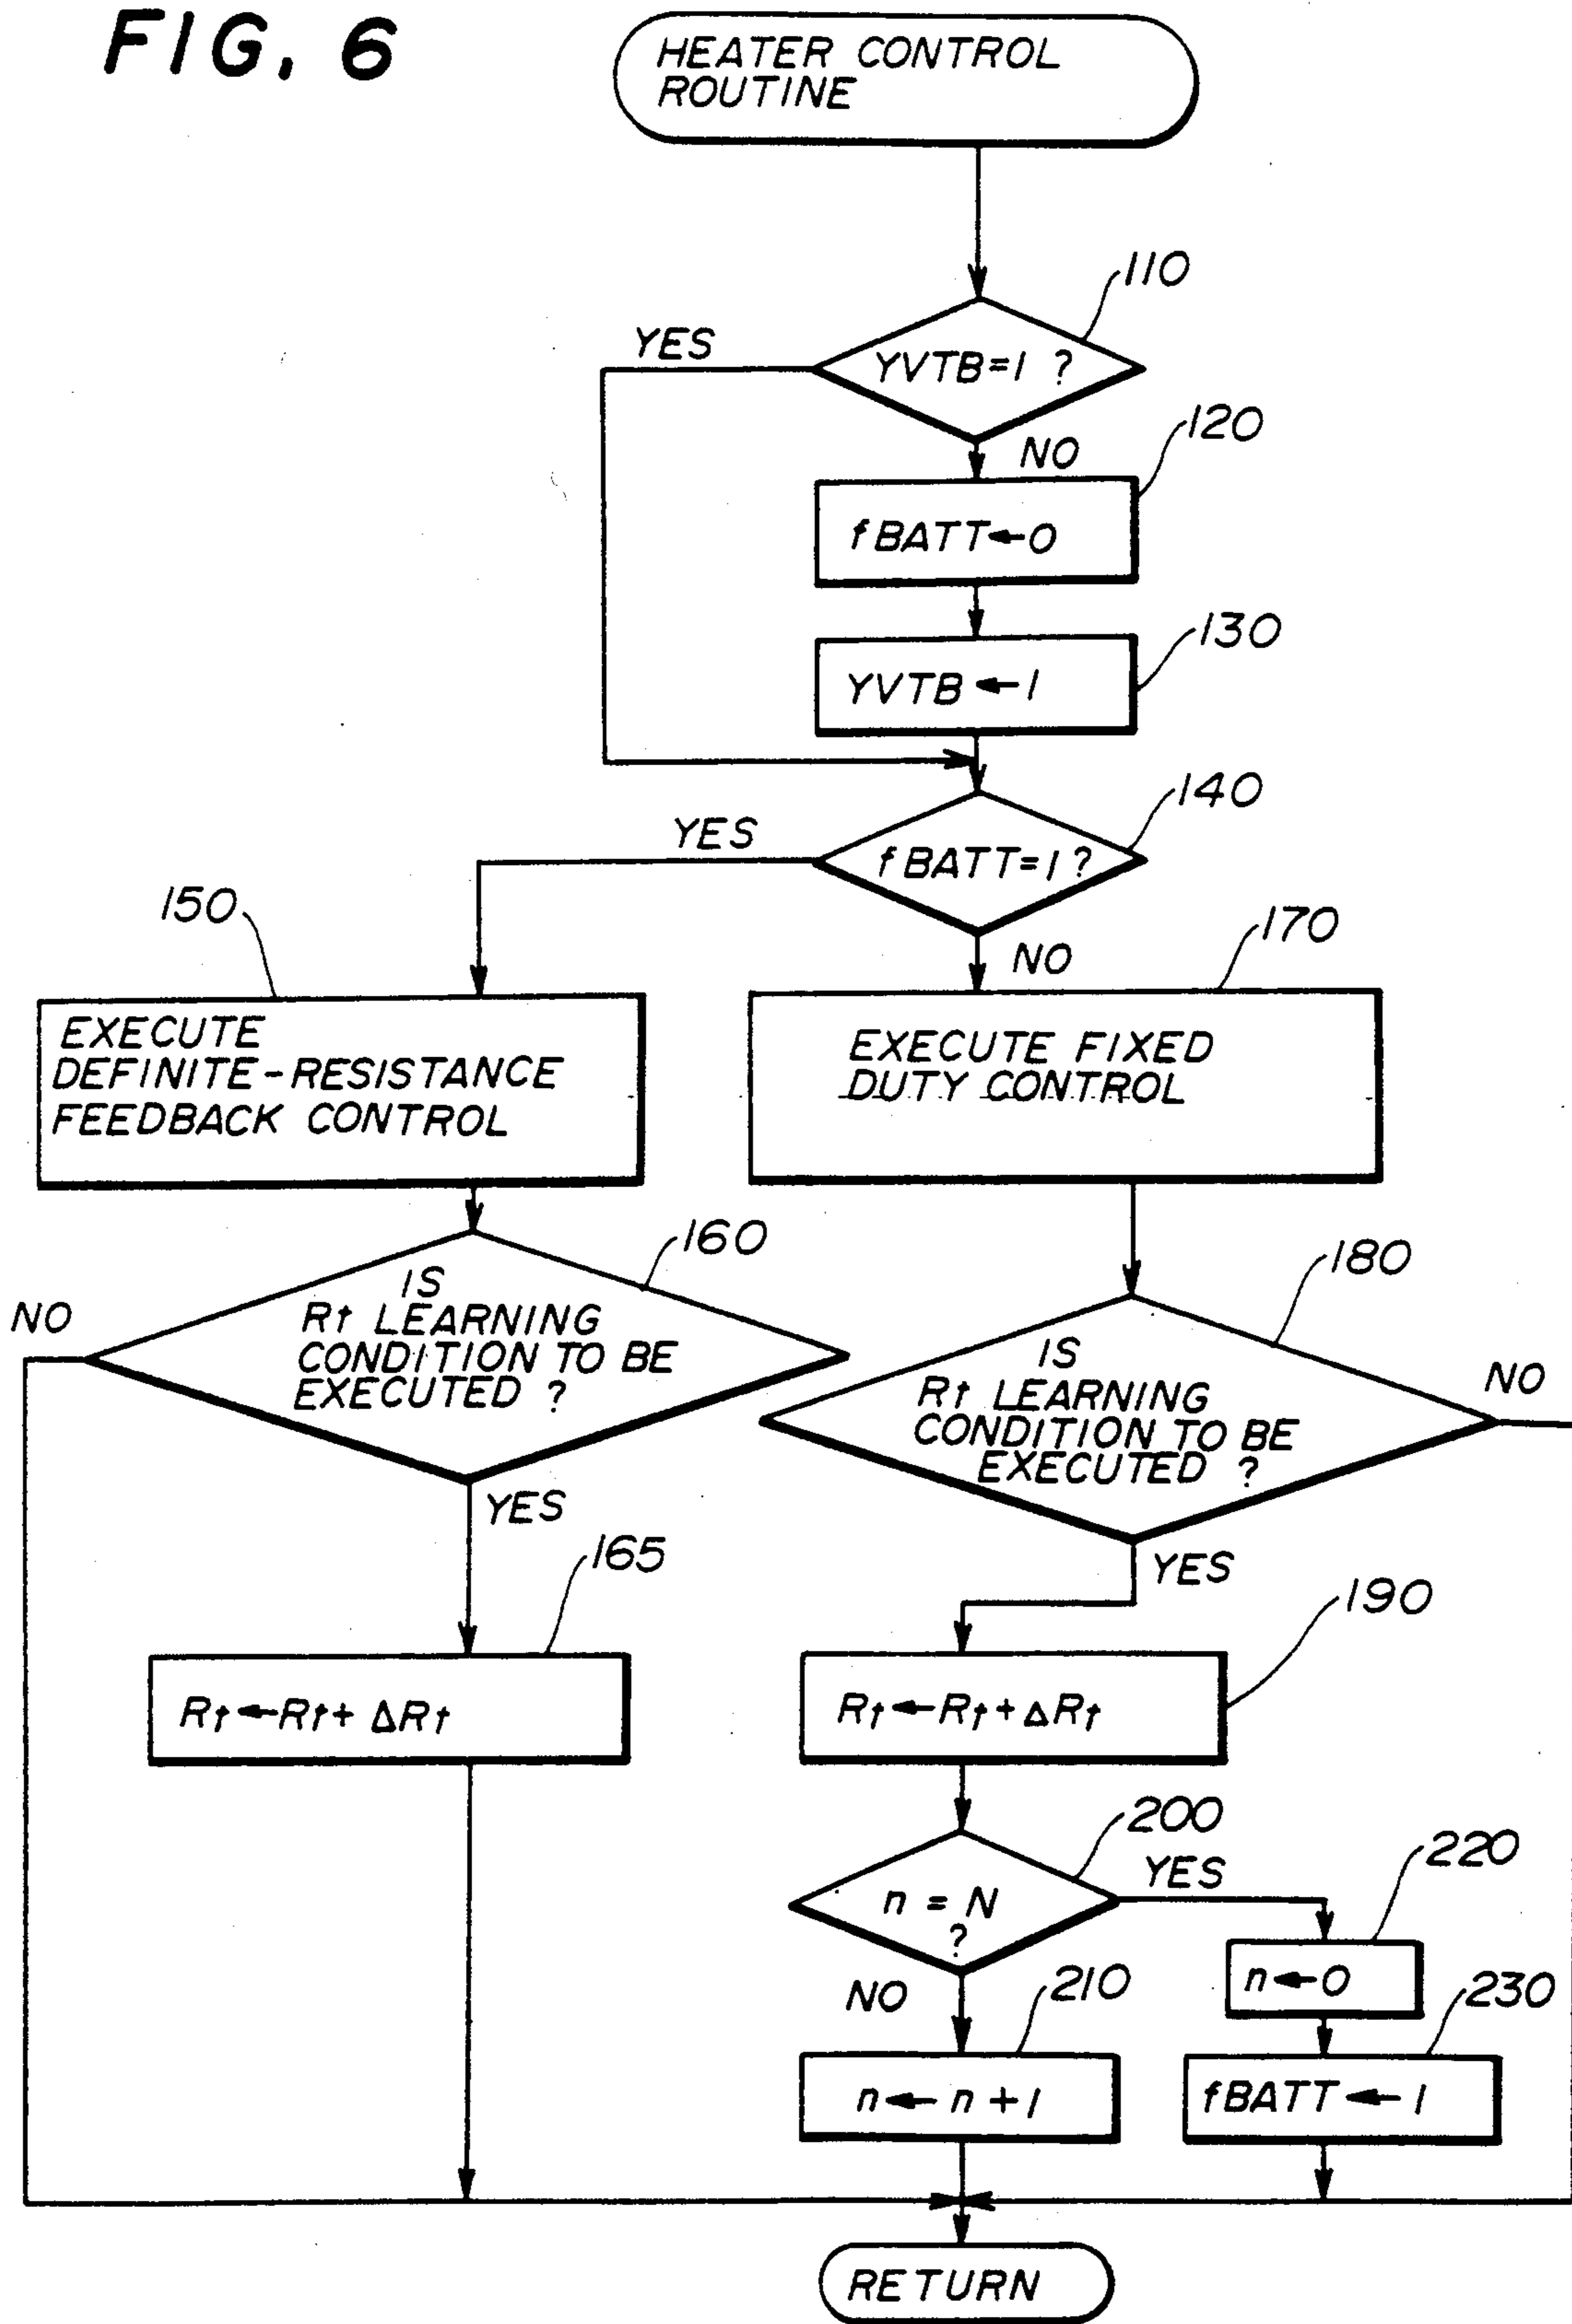 FIG. 6
HEATER CONTROL
ROUTINE
110
YES
YVTB=1 ?
120
NO
fBATT←0
130
YVTB←1
140
YES
fBATT=1 ?
150
170
NO
EXECUTE
DEFINITE-RESISTANCE
FEEDBACK CONTROL
EXECUTE FIXED
DUTY CONTROL
160
180
NO
IS
Rt LEARNING
CONDITION TO BE
EXECUTED ?
IS
Rt LEARNING
CONDITION TO BE
EXECUTED ?
NO
YES
165
YES
190
Rt←Rt+ΔRt
Rt←Rt+ΔRt
200
YES
220
n = N
?
n←0
NO
210
230
n←n+1
fBATT←1
RETURN